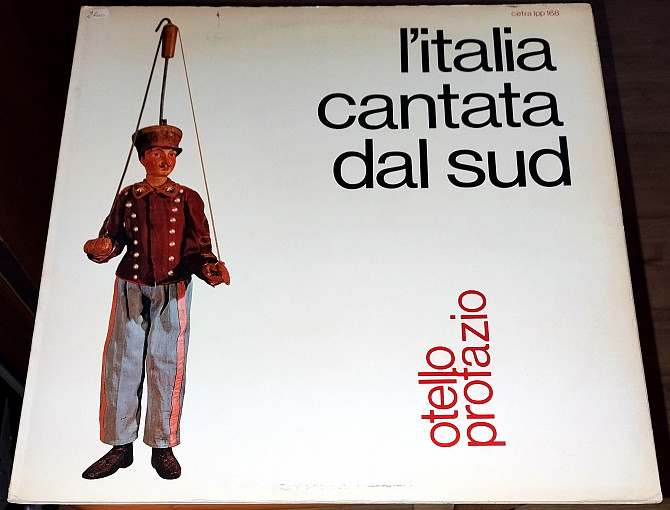 cetra lpp 168
l'italia
cantata
dal sud
otello
profazio